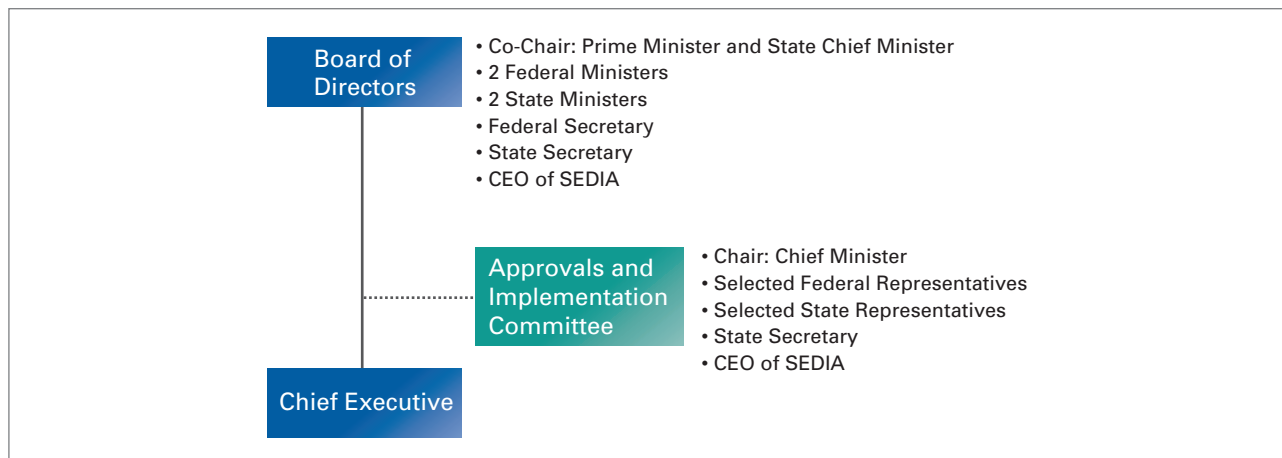 Board of
Directors
• Co-Chair: Prime Minister and State Chief Minister
• 2 Federal Ministers
• 2 State Ministers
• Federal Secretary
• State Secretary
• CEO of SEDIA
Approvals and
Implementation
Committee
• Chair: Chief Minister
• Selected Federal Representatives
• Selected State Representatives
• State Secretary
• CEO of SEDIA
Chief Executive